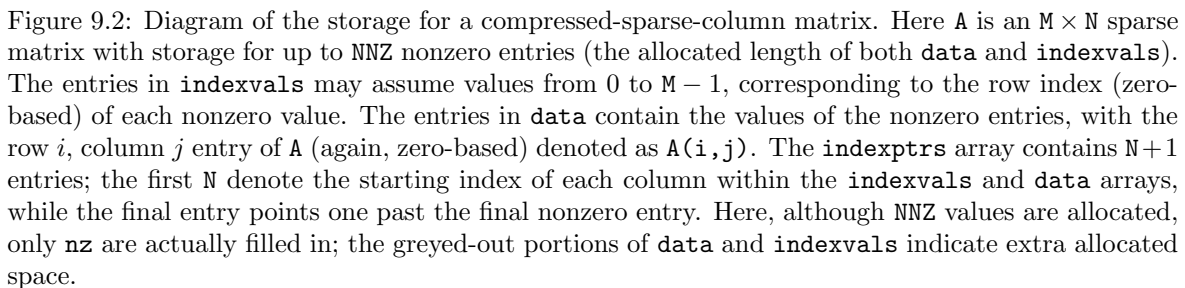 Figure 9.2: Diagram of the storage for a compressed-sparse-column matrix. Here A is an M × N sparse
matrix with storage for up to NNZ nonzero entries (the allocated length of both data and indexvals).
The entries in indexvals may assume values from 0 to M − 1, corresponding to the row index (zero-
based) of each nonzero value. The entries in data contain the values of the nonzero entries, with the
row i, column j entry of A (again, zero-based) denoted as A(i,j). The indexptrs array contains N+1
entries; the first N denote the starting index of each column within the indexvals and data arrays,
while the final entry points one past the final nonzero entry. Here, although NNZ values are allocated,
only nz are actually filled in; the greyed-out portions of data and indexvals indicate extra allocated
space.